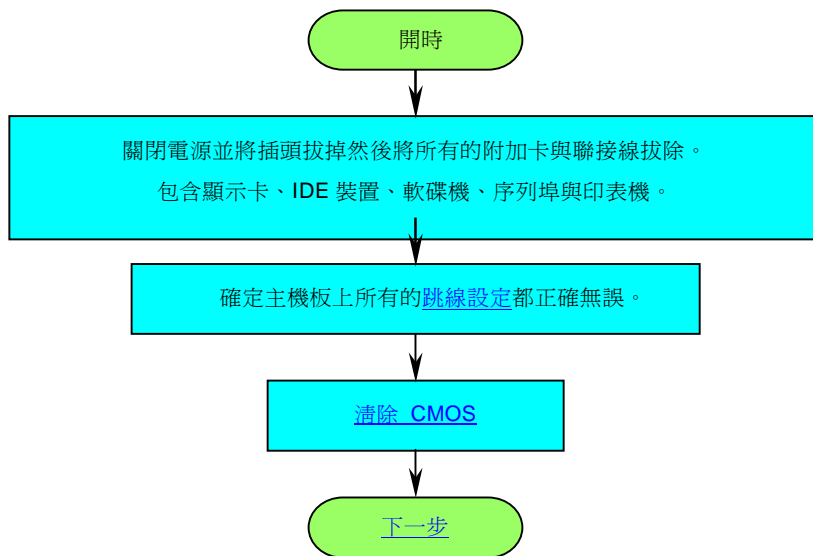 開時
關閉電源並將插頭拔掉然後將所有的附加卡與聯接線拔除。
包含顯示卡、IDE 裝置、軟碟機、序列埠與印表機。
確定主機板上所有的跳線設定都正確無誤。
清除 CMOS
下一步